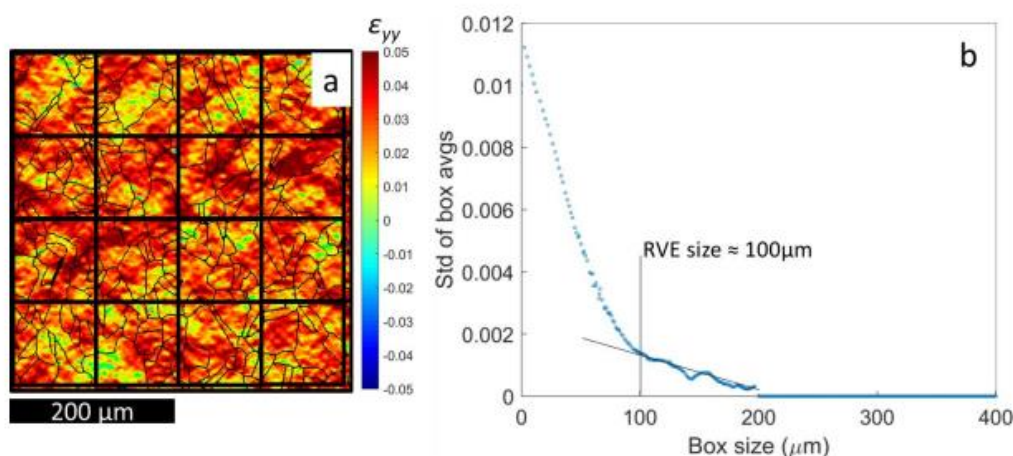 ε_yy
a
0.05
0.04
0.03
0.02
0.01
0
-0.01
-0.02
-0.03
-0.04
-0.05
200 μm
b
Std of box avgs
0.012
0.01
0.008
0.006
0.004
0.002
0
RVE size ≈ 100μm
0 100 200 300 400
Box size (μm)